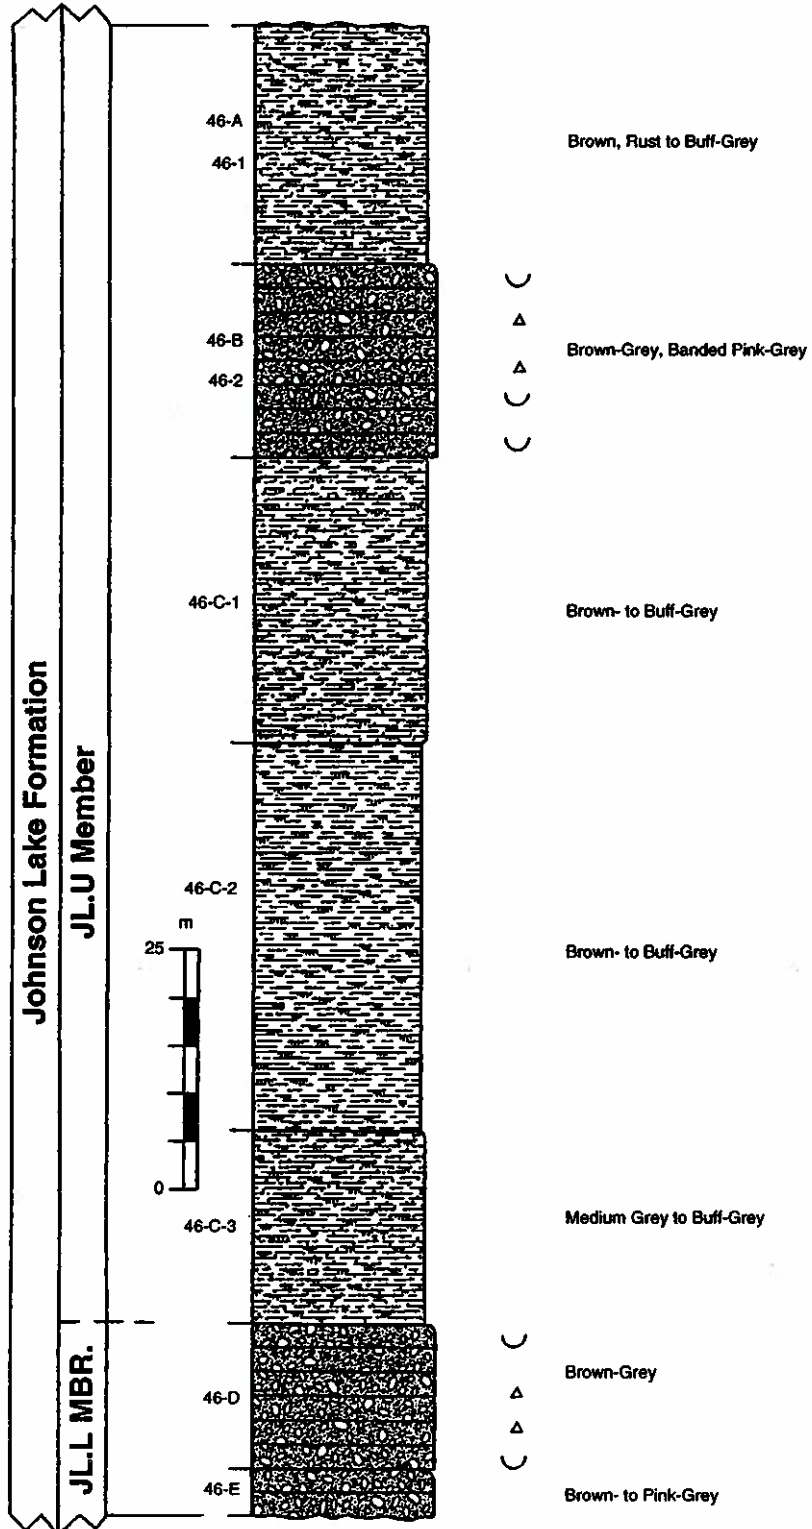 Johnson Lake Formation
JL.U Member
JL.L MBR.
46-A
Brown, Rust to Buff-Grey
46-1
46-B
Brown-Grey, Banded Pink-Grey
46-2
46-C-1
Brown- to Buff-Grey
46-C-2
m
25
Brown- to Buff-Grey
0
46-C-3
Medium Grey to Buff-Grey
Brown-Grey
46-D
46-E
Brown- to Pink-Grey